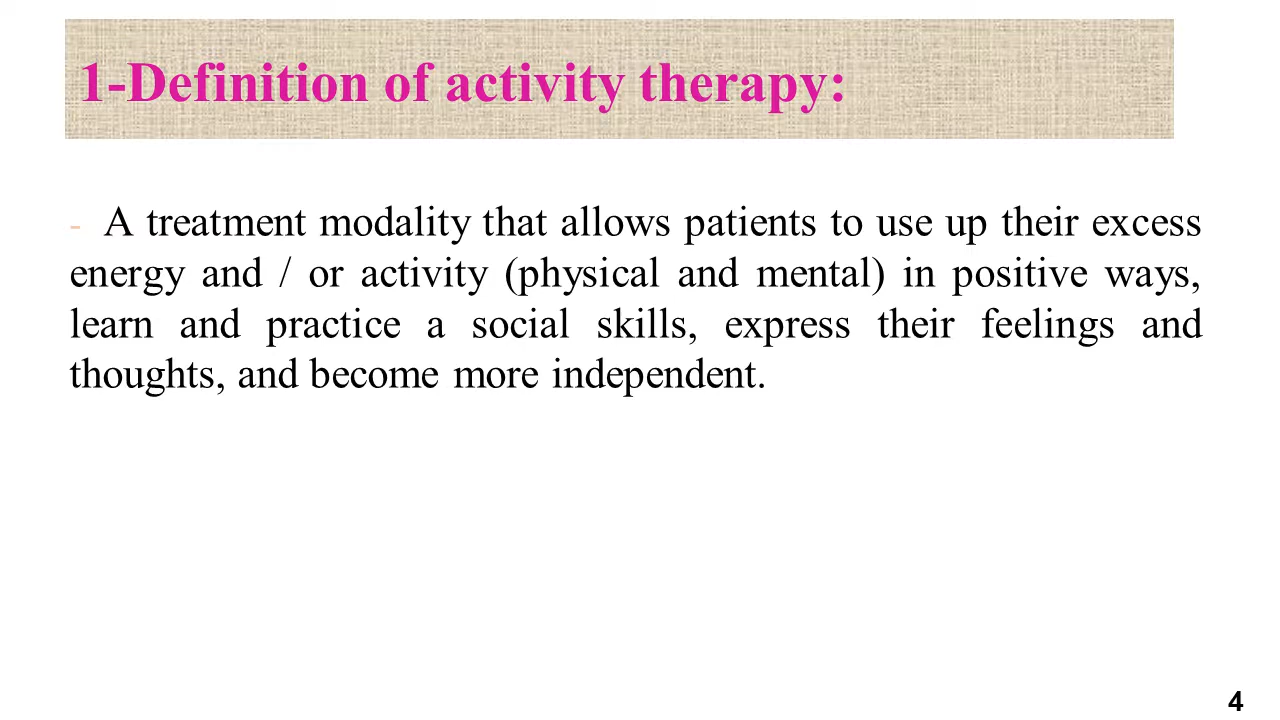 1-Definition of activity therapy:
- A treatment modality that allows patients to use up their excess
energy and / or activity (physical and mental) in positive ways,
learn and practice a social skills, express their feelings and
thoughts, and become more independent.
4